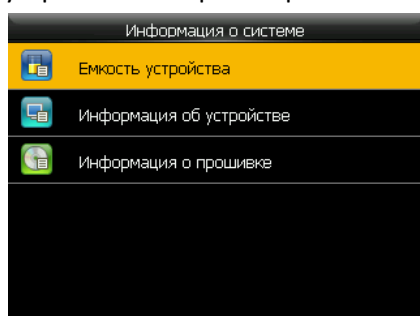 Информация о системе
Емкость устройства
Информация об устройстве
Информация о прошивке